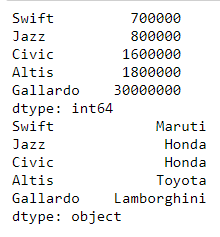 Swift 700000
Jazz 800000
Civic 1600000
Altis 1800000
Gallardo 30000000
dtype: int64
Swift Maruti
Jazz Honda
Civic Honda
Altis Toyota
Gallardo Lamborghini
dtype: object